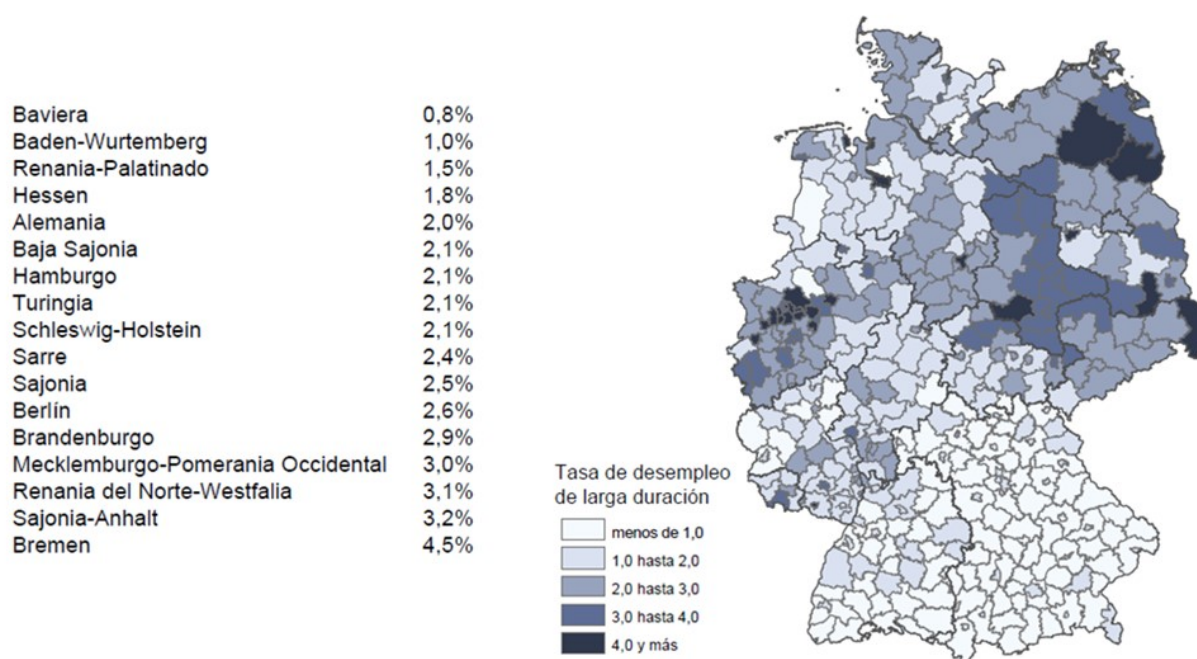 Baviera 0,8%
Baden-Wurtemberg 1,0%
Renania-Palatinado 1,5%
Hessen 1,8%
Alemania 2,0%
Baja Sajonia 2,1%
Hamburgo 2,1%
Turingia 2,1%
Schleswig-Holstein 2,1%
Sarre 2,4%
Sajonia 2,5%
Berlín 2,6%
Brandenburgo 2,9%
Mecklemburgo-Pomerania Occidental 3,0%
Renania del Norte-Westfalia 3,1%
Sajonia-Anhalt 3,2%
Bremen 4,5%
Tasa de desempleo
de larga duración
menos de 1,0
1,0 hasta 2,0
2,0 hasta 3,0
3,0 hasta 4,0
4,0 y más